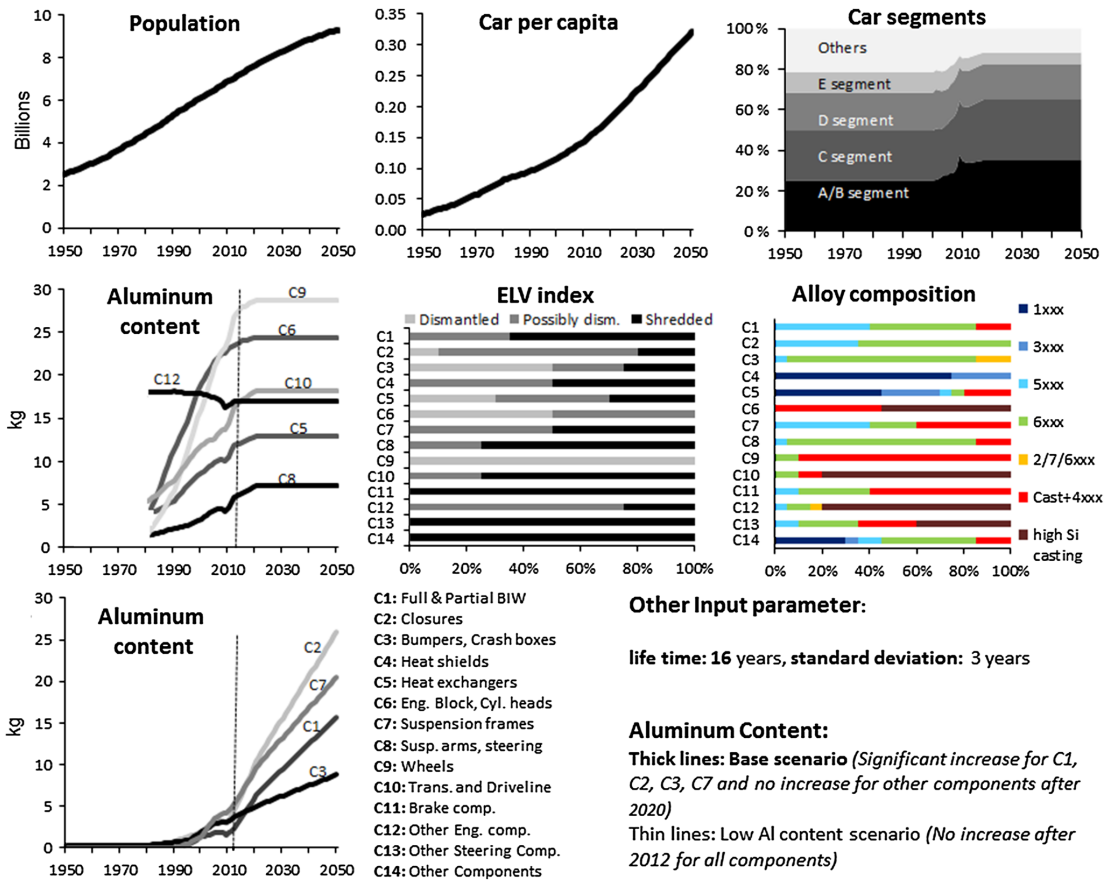 Population
Billions
10
8
6
4
2
0
1950 1970 1990 2010 2030 2050
Car per capita
0.35
0.30
0.25
0.20
0.15
0.10
0.05
0.00
1950 1970 1990 2010 2030 2050
Car segments
100 %
80 %
60 %
40 %
20 %
0 %
Others
E segment
D segment
C segment
A/B segment
1950 1970 1990 2010 2030 2050
Aluminum
content
kg
30
25
20
15
10
5
0
C9
C6
C12
C10
C5
C8
1950 1970 1990 2010 2030 2050
ELV index
Dismantled Possibly dism. Shredded
C1
C2
C3
C4
C5
C6
C7
C8
C9
C10
C11
C12
C13
C14
0% 20% 40% 60% 80% 100%
Alloy composition
C1
C2
C3
C4
C5
C6
C7
C8
C9
C10
C11
C12
C13
C14
0% 20% 40% 60% 80% 100%
1xxx
3xxx
5xxx
6xxx
2/7/6xxx
Cast+4xxx
high Si
casting
Aluminum
content
kg
30
25
20
15
10
5
0
C2
C7
C1
C3
1950 1970 1990 2010 2030 2050
C1: Full & Partial BIW
C2: Closures
C3: Bumpers, Crash boxes
C4: Heat shields
C5: Heat exchangers
C6: Eng. Block, Cyl. heads
C7: Suspension frames
C8: Susp. arms, steering
C9: Wheels
C10: Trans. and Driveline
C11: Brake comp.
C12: Other Eng. comp.
C13: Other Steering Comp.
C14: Other Components
Other Input parameter:
life time: 16 years, standard deviation: 3 years
Aluminum Content:
Thick lines: Base scenario (Significant increase for C1,
C2, C3, C7 and no increase for other components after
2020)
Thin lines: Low Al content scenario (No increase after
2012 for all components)